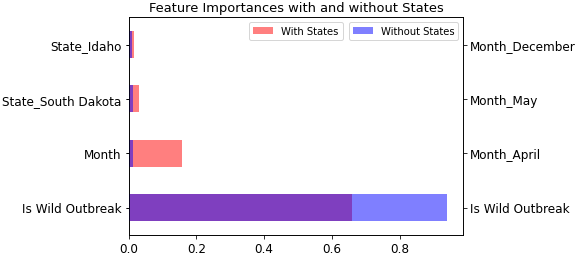 Feature Importances with and without States
With States
Without States
State_Idaho
Month_December
State_South Dakota
Month_May
Month
Month_April
Is Wild Outbreak
Is Wild Outbreak
0.0
0.2
0.4
0.6
0.8